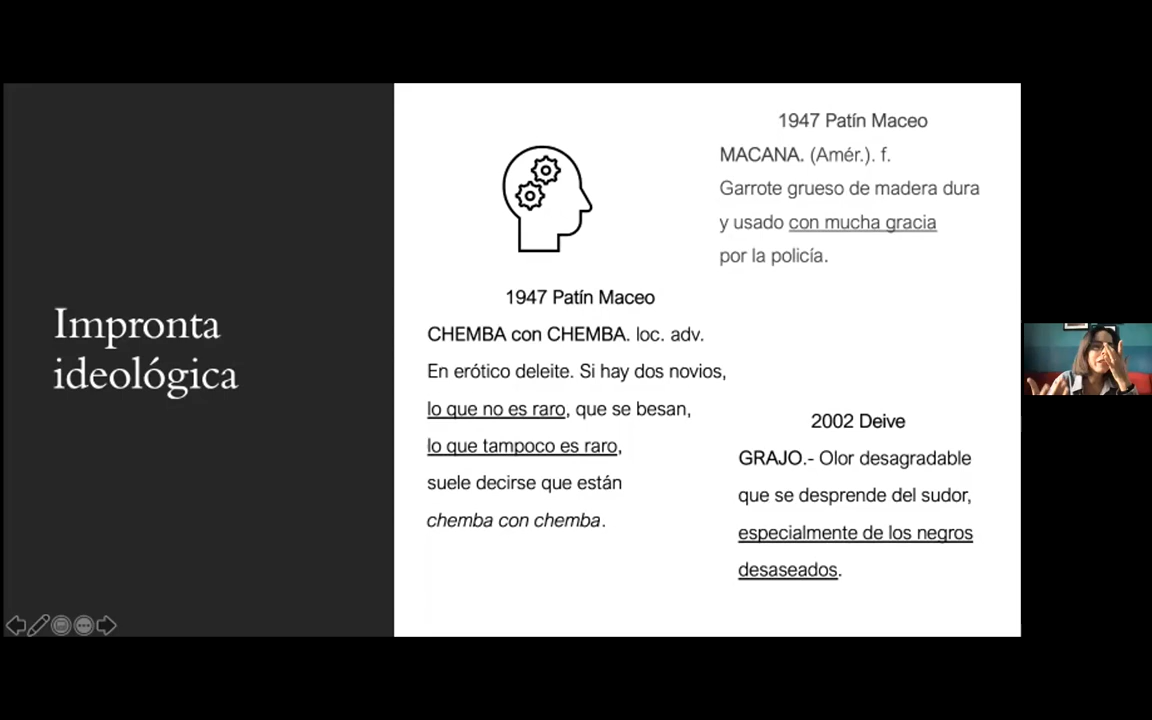 Impronta
ideológica
1947 Patín Maceo
MACANA. (Amér.). f.
Garrote grueso de madera dura
y usado con mucha gracia
por la policía.
1947 Patín Maceo
CHEMBA con CHEMBA. loc. adv.
En erótico deleite. Si hay dos novios,
lo que no es raro, que se besan,
lo que tampoco es raro,
suele decirse que están
chemba con chemba.
2002 Deive
GRAJO.- Olor desagradable
que se desprende del sudor,
especialmente de los negros
desaseados.